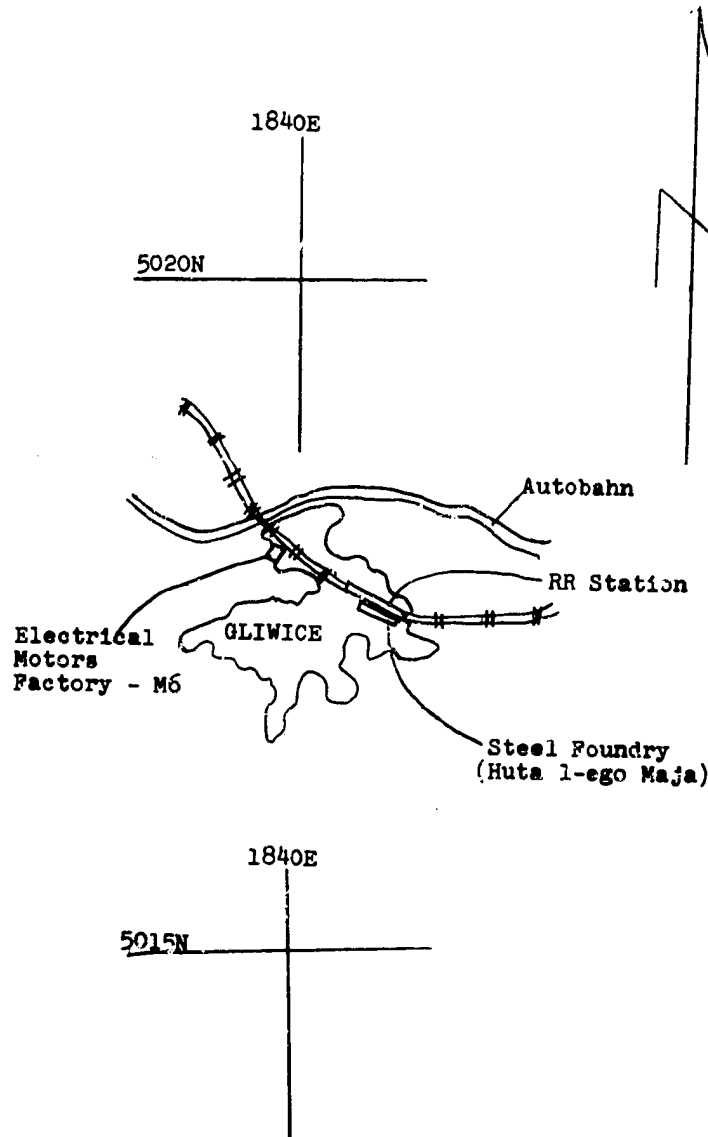 1840E
5020N
Autobahn
RR Station
Electrical
Motors
Factory - M6
GLIWICE
Steel Foundry
(Huta 1-ego Maja)
1840E
5015N